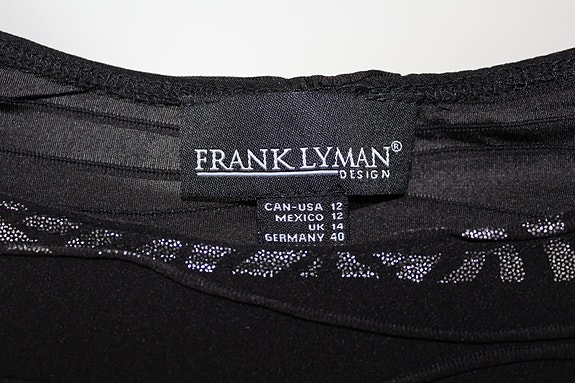 FRANK LYMAN®
DESIGN
CAN-USA 12
MEXICO 12
UK 14
GERMANY 40